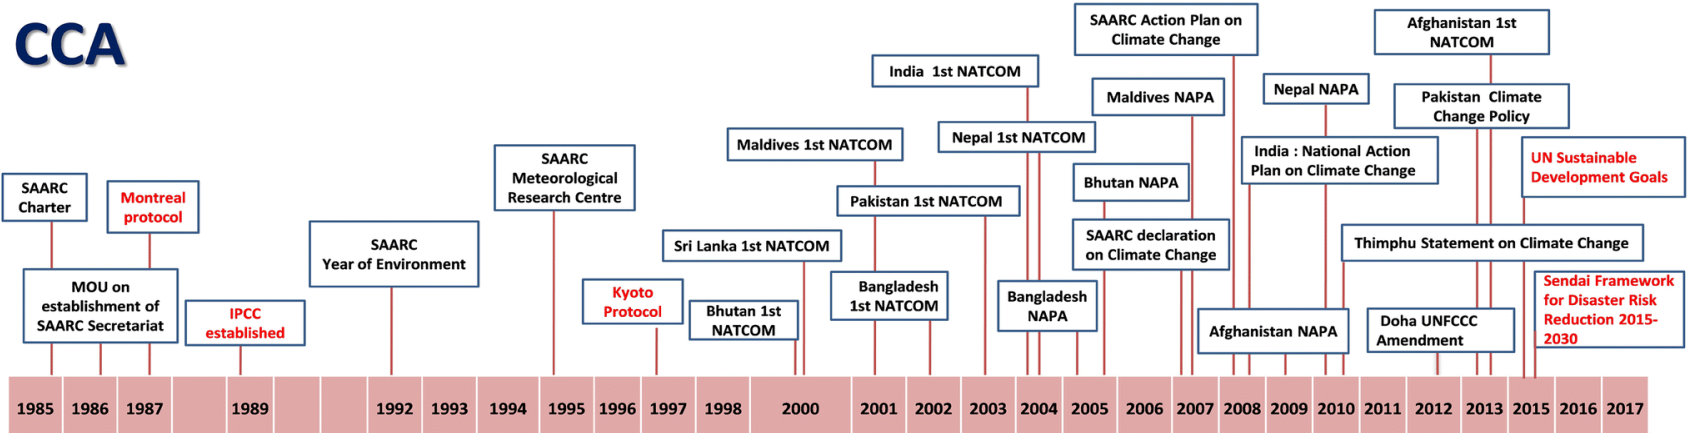 CCA
SAARC
Charter
MOU on
establishment of
SAARC Secretariat
Montreal
protocol
IPCC
established
SAARC
Year of Environment
SAARC
Meteorological
Research Centre
Kyoto
Protocol
Sri Lanka 1st NATCOM
Bhutan 1st
NATCOM
Maldives 1st NATCOM
Pakistan 1st NATCOM
Bangladesh
1st NATCOM
India 1st NATCOM
Nepal 1st NATCOM
Bangladesh
NAPA
SAARC Action Plan on
Climate Change
Maldives NAPA
Bhutan NAPA
SAARC declaration
on Climate Change
Afghanistan NAPA
Nepal NAPA
India : National Action
Plan on Climate Change
Afghanistan 1st
NATCOM
Pakistan Climate
Change Policy
UN Sustainable
Development Goals
Thimphu Statement on Climate Change
Doha UNFCCC
Amendment
Sendai Framework
for Disaster Risk
Reduction 2015-
2030
1985 1986 1987 1989 1992 1993 1994 1995 1996 1997 1998 2000 2001 2002 2003 2004 2005 2006 2007 2008 2009 2010 2011 2012 2013 2015 2016 2017